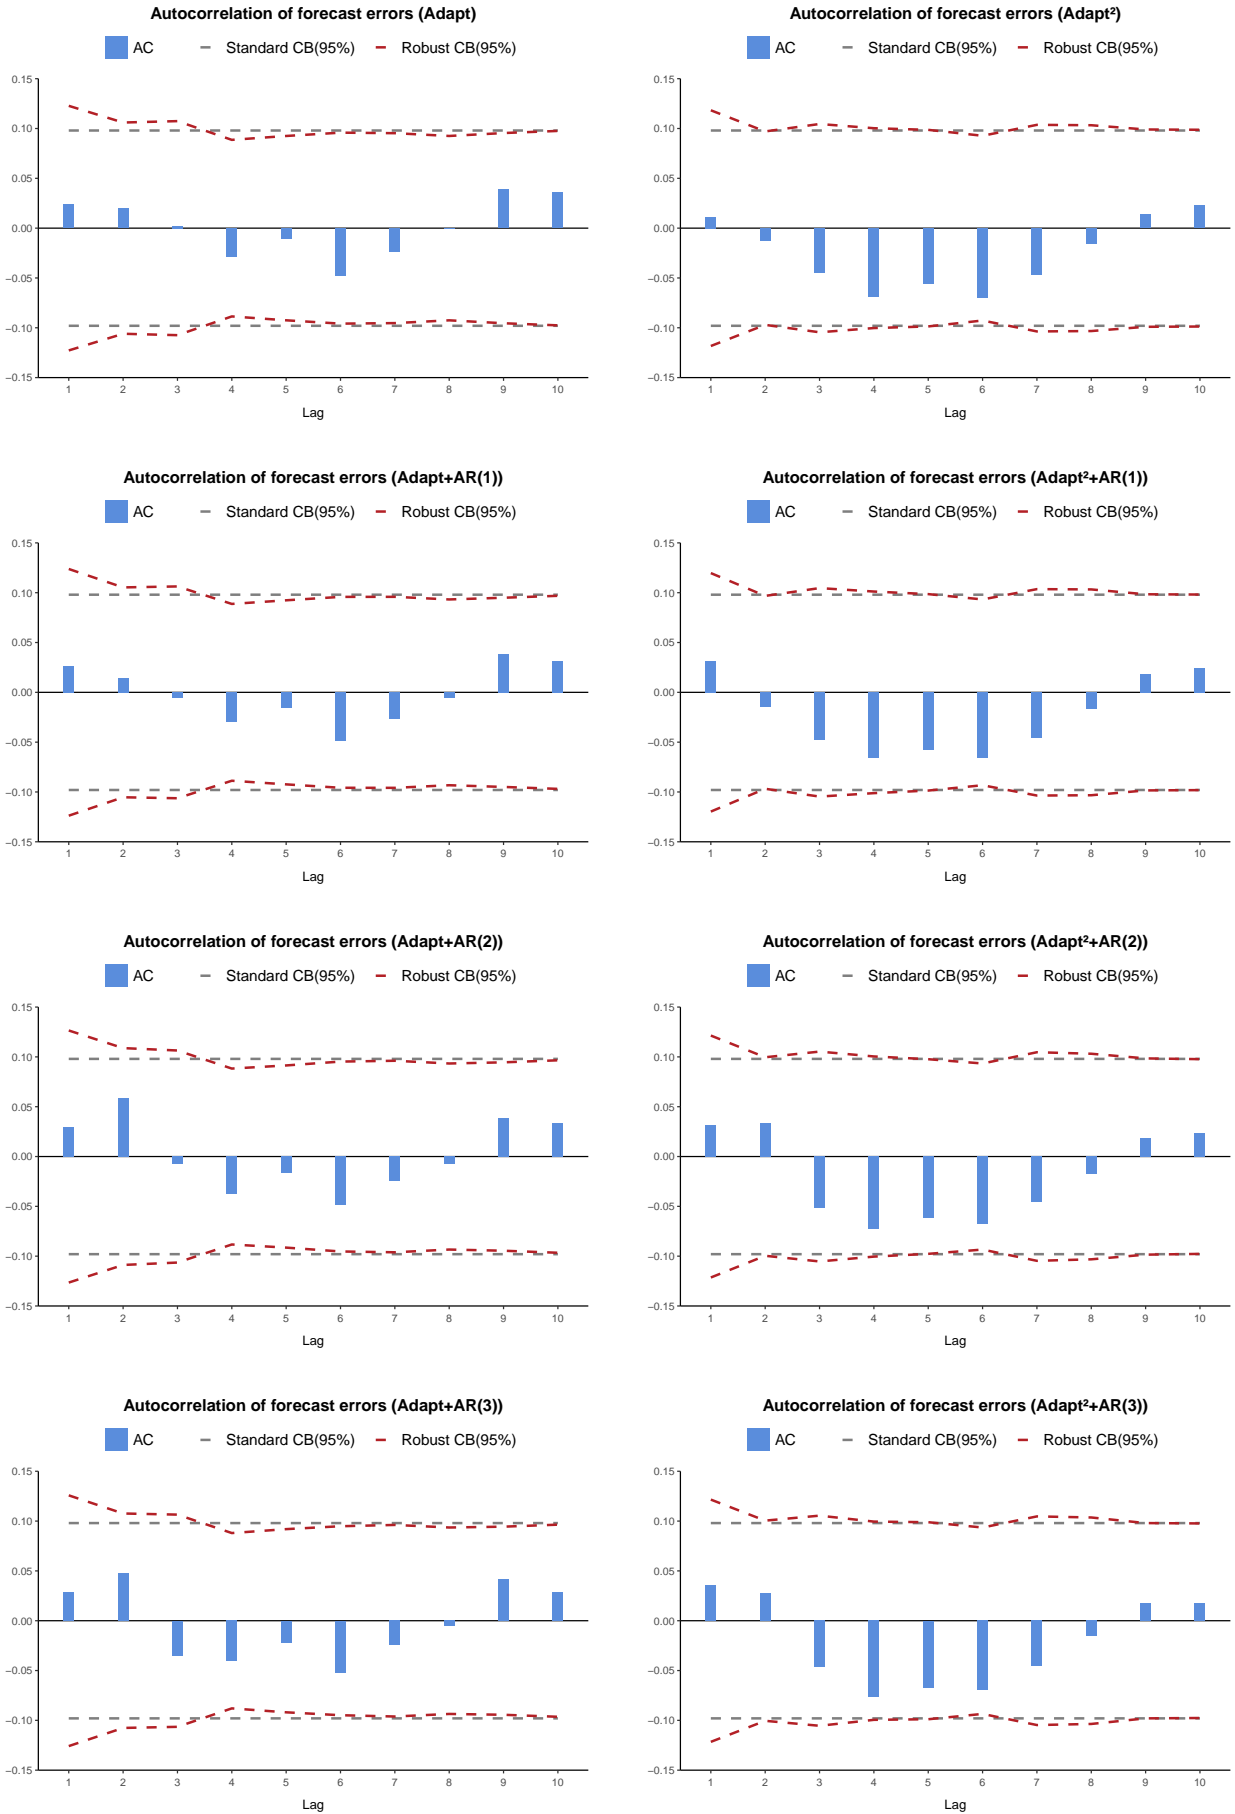 Autocorrelation of forecast errors (Adapt)
AC Standard CB(95%) Robust CB(95%)
0.15
0.10
0.05
0.00
−0.05
−0.10
−0.15
1 2 3 4 5 6 7 8 9 10
Lag
Autocorrelation of forecast errors (Adapt²)
AC Standard CB(95%) Robust CB(95%)
0.15
0.10
0.05
0.00
−0.05
−0.10
−0.15
1 2 3 4 5 6 7 8 9 10
Lag
Autocorrelation of forecast errors (Adapt+AR(1))
AC Standard CB(95%) Robust CB(95%)
0.15
0.10
0.05
0.00
−0.05
−0.10
−0.15
1 2 3 4 5 6 7 8 9 10
Lag
Autocorrelation of forecast errors (Adapt²+AR(1))
AC Standard CB(95%) Robust CB(95%)
0.15
0.10
0.05
0.00
−0.05
−0.10
−0.15
1 2 3 4 5 6 7 8 9 10
Lag
Autocorrelation of forecast errors (Adapt+AR(2))
AC Standard CB(95%) Robust CB(95%)
0.15
0.10
0.05
0.00
−0.05
−0.10
−0.15
1 2 3 4 5 6 7 8 9 10
Lag
Autocorrelation of forecast errors (Adapt²+AR(2))
AC Standard CB(95%) Robust CB(95%)
0.15
0.10
0.05
0.00
−0.05
−0.10
−0.15
1 2 3 4 5 6 7 8 9 10
Lag
Autocorrelation of forecast errors (Adapt+AR(3))
AC Standard CB(95%) Robust CB(95%)
0.15
0.10
0.05
0.00
−0.05
−0.10
−0.15
1 2 3 4 5 6 7 8 9 10
Lag
Autocorrelation of forecast errors (Adapt²+AR(3))
AC Standard CB(95%) Robust CB(95%)
0.15
0.10
0.05
0.00
−0.05
−0.10
−0.15
1 2 3 4 5 6 7 8 9 10
Lag